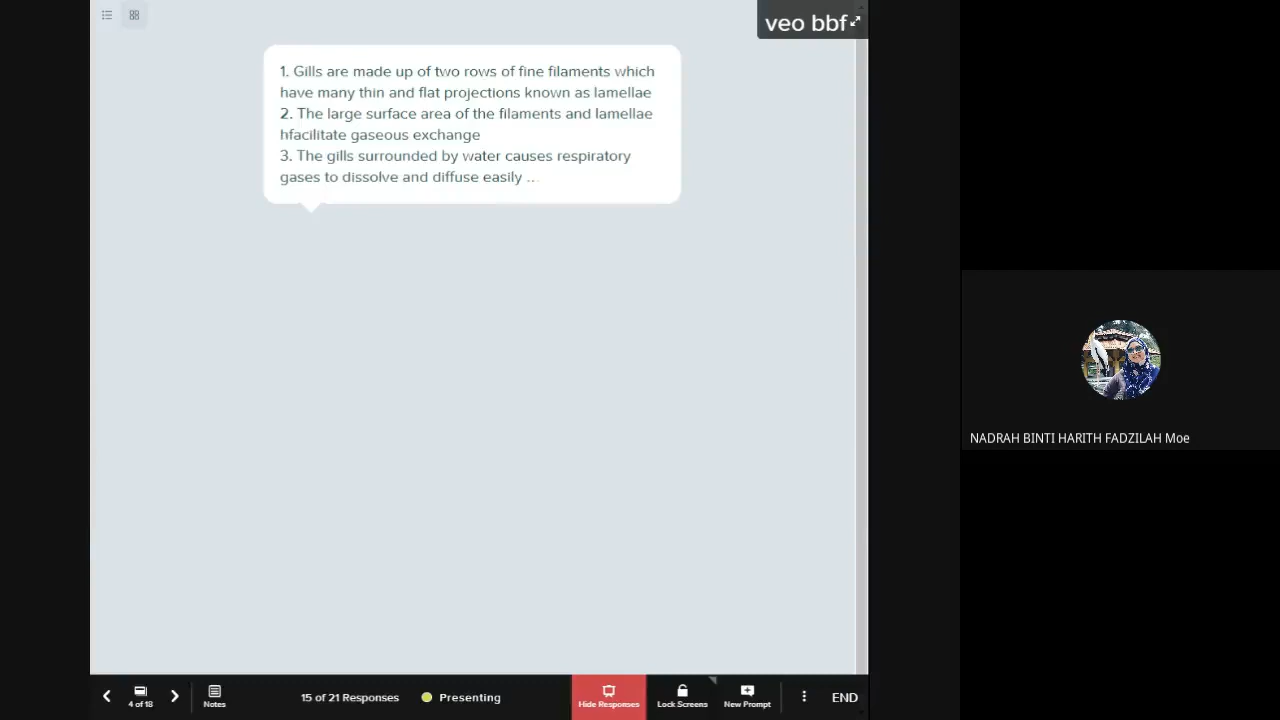 veo bbf
1. Gills are made up of two rows of fine filaments which
have many thin and flat projections known as lamellae
2. The large surface area of the filaments and lamellae
hfacilitate gaseous exchange
3. The gills surrounded by water causes respiratory
gases to dissolve and diffuse easily ...
NADRAH BINTI HARITH FADZILAH Moe
4 of 18
Notes
15 of 21 Responses
Presenting
Hide Responses
Lock Screens
New Prompt
END